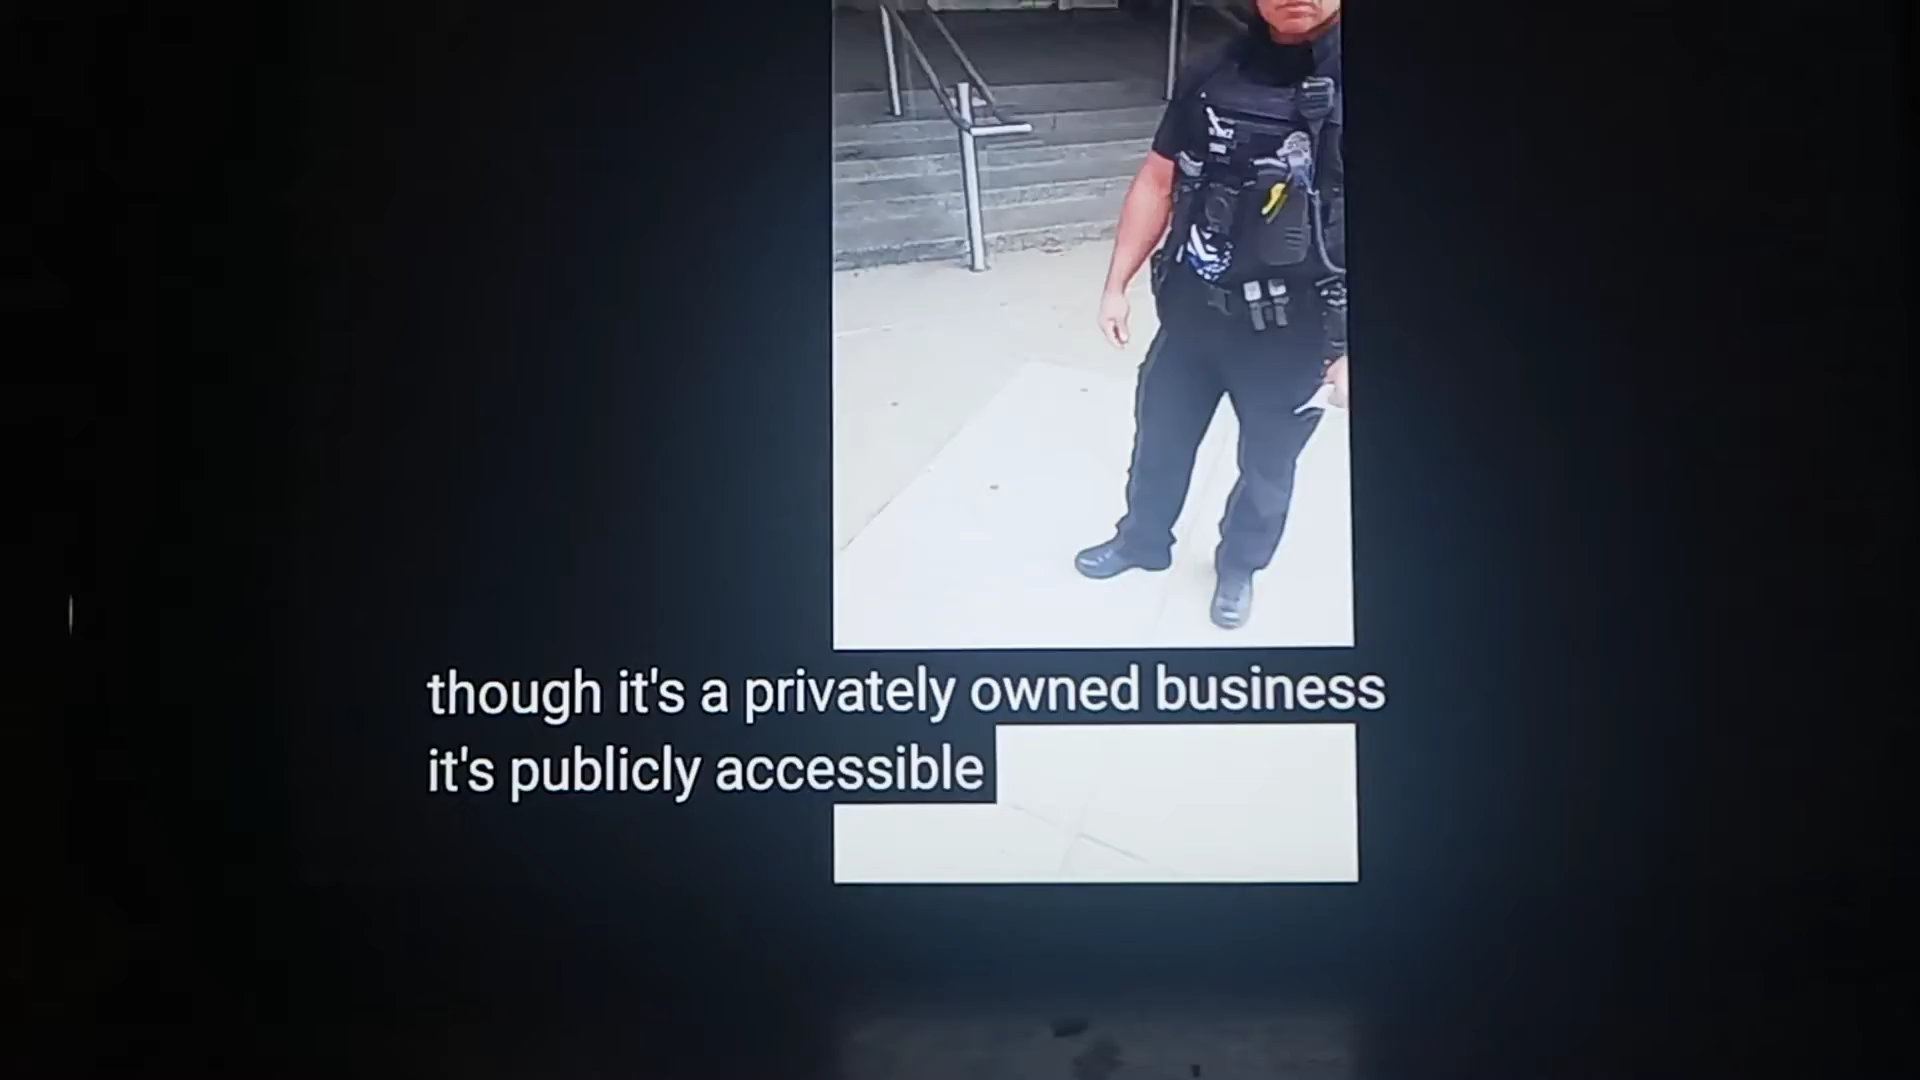 though it's a privately owned business
it's publicly accessible